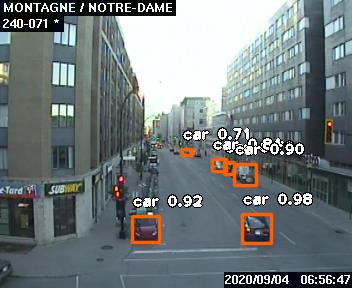 MONTAGNE / NOTRE-DAME
240-071 *
car 0.71
car 0.90
car 0.92
car 0.98
e-Tard
SUBWAY
2020/09/04 06:56:47